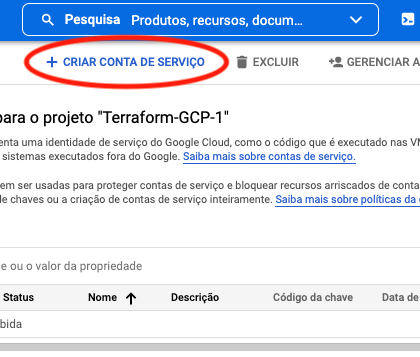 Pesquisa Produtos, recursos, docum...
+ CRIAR CONTA DE SERVIÇO EXCLUIR GERENCIAR A
para o projeto "Terraform-GCP-1"
enta uma identidade de serviço do Google Cloud, como o código que é executado nas VM
sistemas executados fora do Google. Saiba mais sobre contas de serviço.
em ser usadas para proteger contas de serviço e bloquear recursos arriscados de conta
le chaves ou a criação de contas de serviço inteiramente. Saiba mais sobre políticas da
e ou o valor da propriedade
Status Nome ↑ Descrição Código da chave Data de
bida